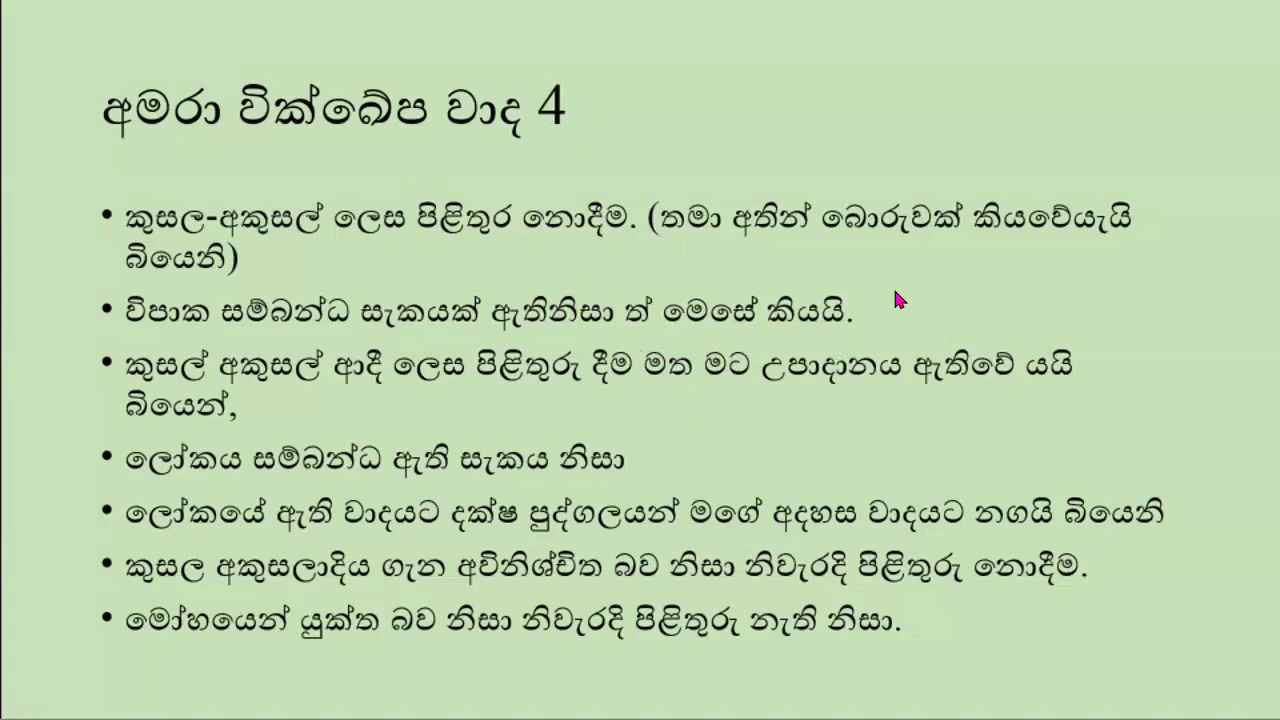 අමරා වික්ඛේප වාද 4
• කුසල-අකුසල් ලෙස පිළිතුර නොදීම. (තමා අතින් බොරුවක් කියවේයැයි
බියෙනි)
• විපාක සම්බන්ධ සැකයක් ඇතිනිසා ත් මෙසේ කියයි.
• කුසල් අකුසල් ආදී ලෙස පිළිතුරු දීම මත මට උපාදානය ඇතිවේ යයි
බියෙන්,
• ලෝකය සම්බන්ධ ඇති සැකය නිසා
• ලෝකයේ ඇති වාදයට දක්ෂ පුද්ගලයන් මගේ අදහස වාදයට නගයි බියෙනි
• කුසල අකුසලාදිය ගැන අවිනිශ්චිත බව නිසා නිවැරදි පිළිතුරු නොදීම.
• මෝහයෙන් යුක්ත බව නිසා නිවැරදි පිළිතුරු නැති නිසා.